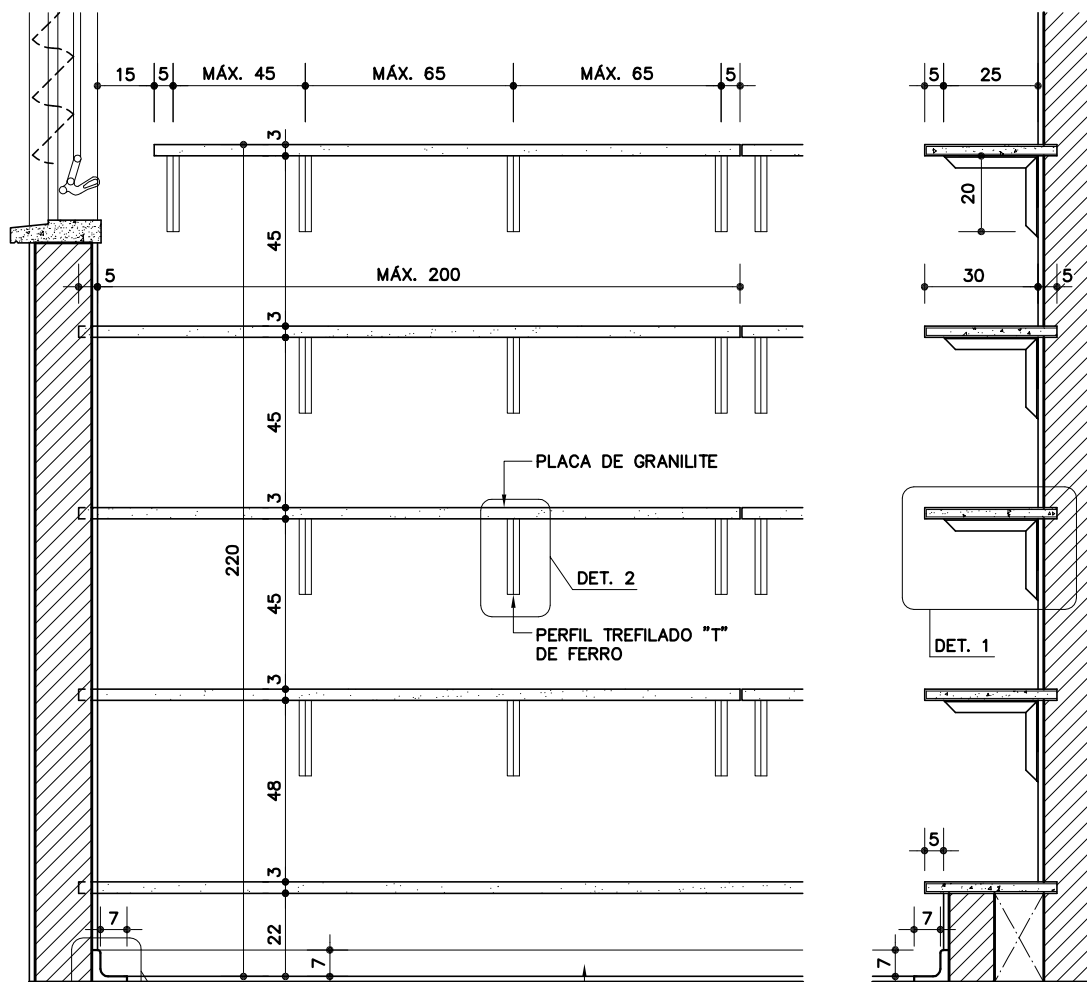 15
5
MÁX. 45
MÁX. 65
MÁX. 65
5
5
25
3
20
45
5
MÁX. 200
30
5
3
45
PLACA DE GRANILITE
3
220
DET. 2
45
PERFIL TREFILADO "T"
DE FERRO
DET. 1
3
48
5
3
7
22
7
7
7